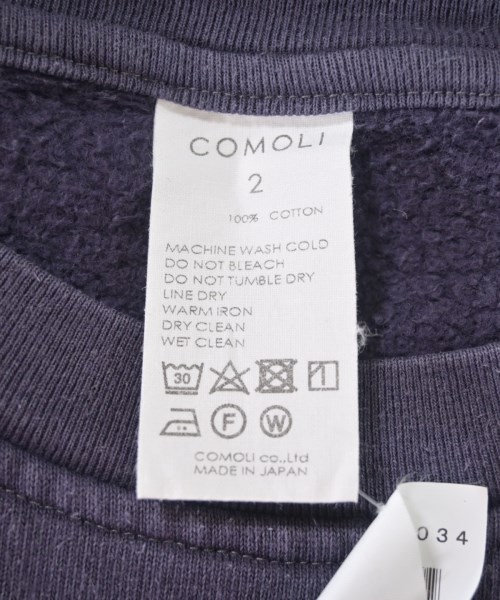 COMOLI
2
100% COTTON
MACHINE WASH COLD
DO NOT BLEACH
DO NOT TUMBLE DRY
LINE DRY
WARM IRON
DRY CLEAN
WET CLEAN
30
F W
COMOLI co.,Ltd
MADE IN JAPAN
034